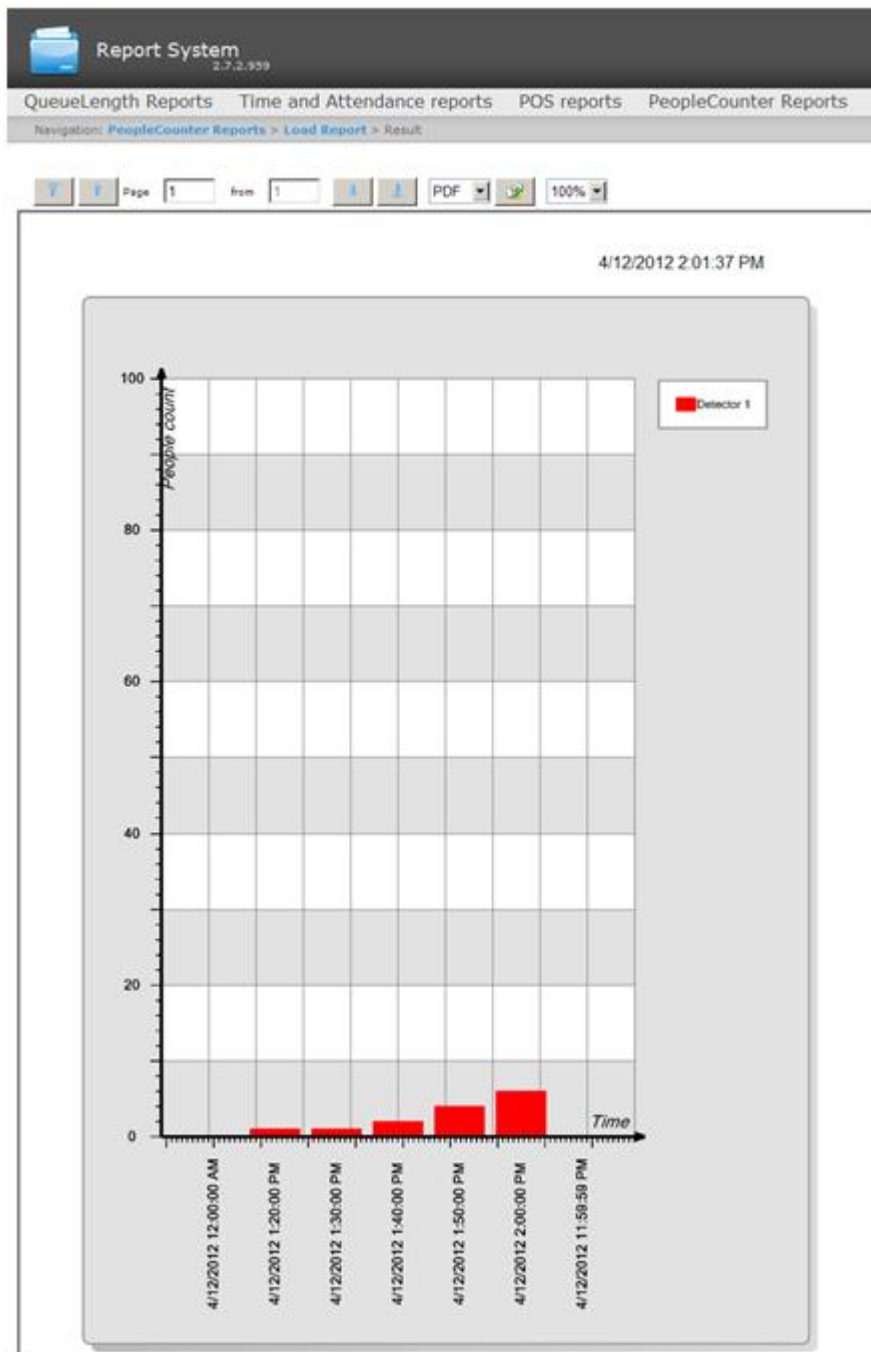 Report System
2.7.2.939
QueueLength Reports Time and Attendance reports POS reports PeopleCounter Reports
Navigation: PeopleCounter Reports > Load Report > Result
Page 1 from 1 PDF 100%
4/12/2012 2:01:37 PM
100
People count
Detector 1
80
60
40
20
0
Time
4/12/2012 12:00:00 AM
4/12/2012 1:20:00 PM
4/12/2012 1:30:00 PM
4/12/2012 1:40:00 PM
4/12/2012 1:50:00 PM
4/12/2012 2:00:00 PM
4/12/2012 11:59:59 PM